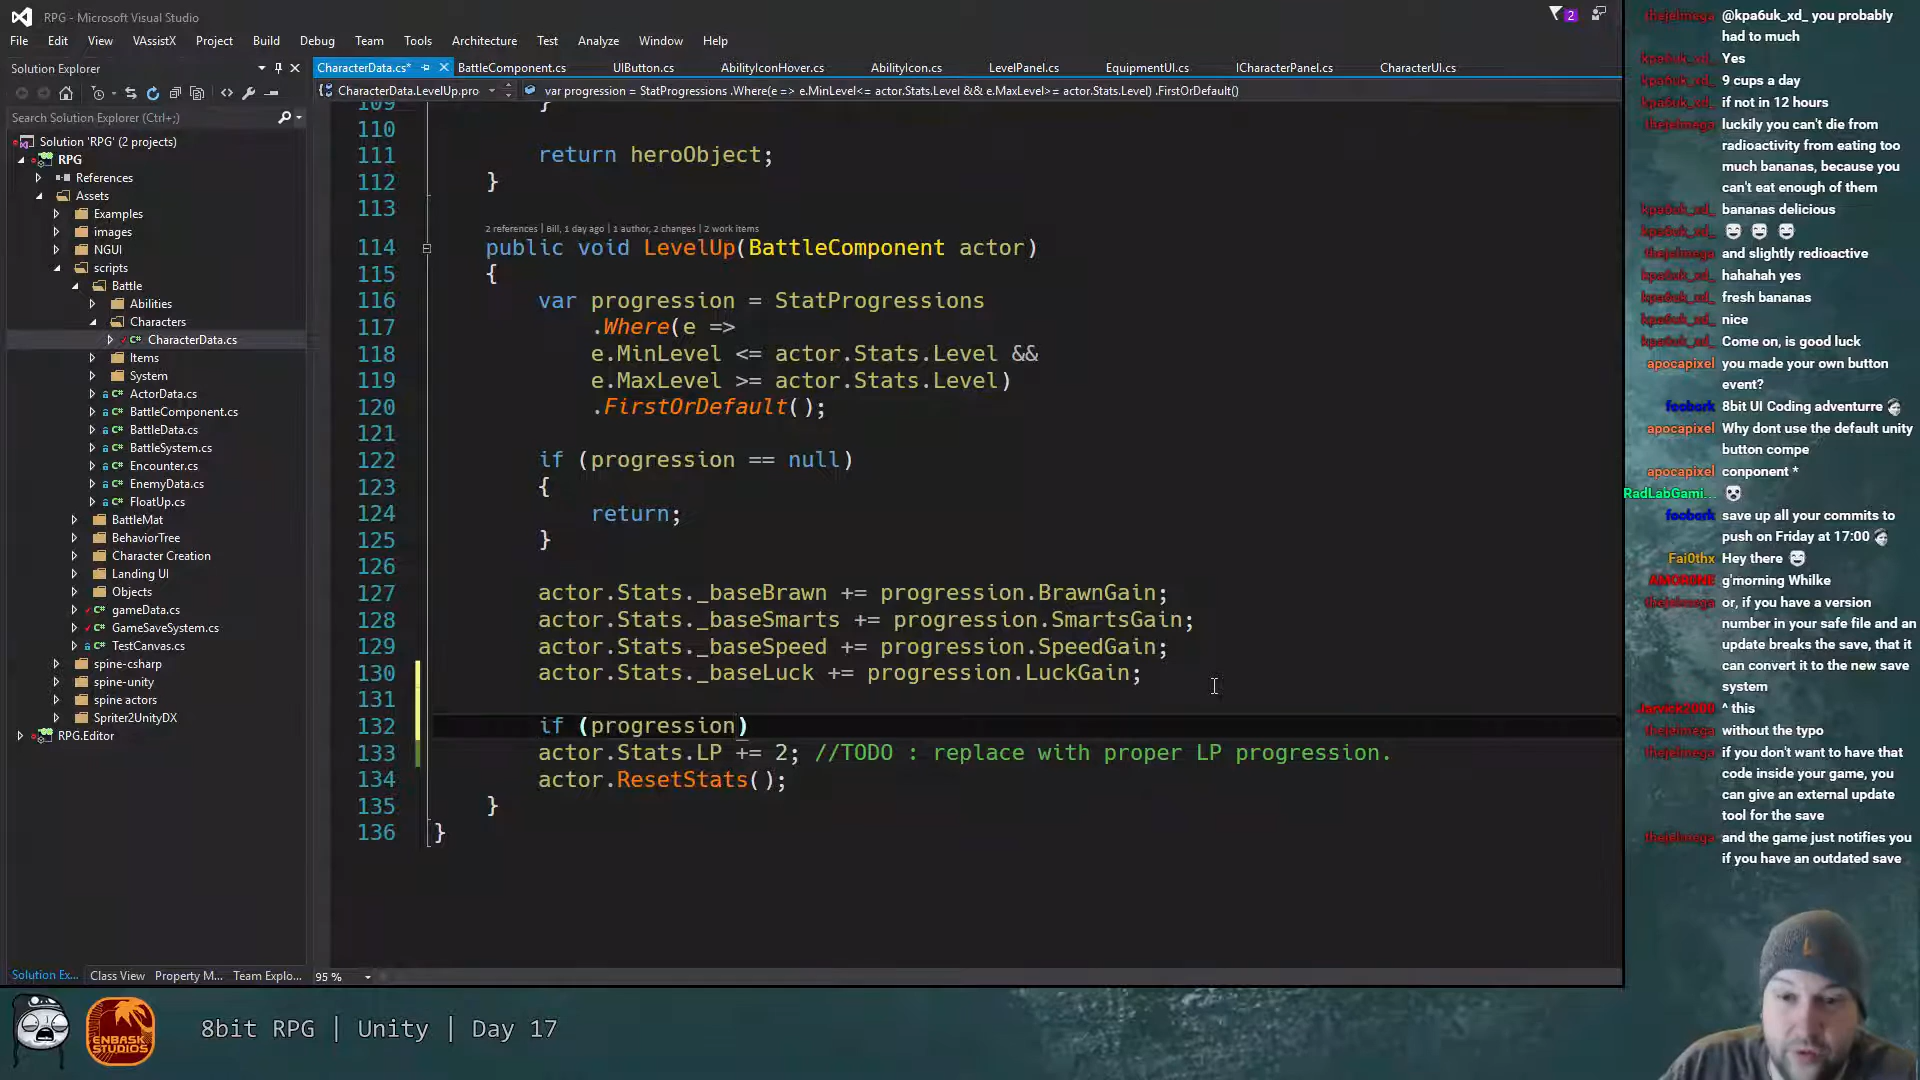 RPG - Microsoft Visual Studio
2
File Edit View VAssistX Project Build Debug Team Tools Architecture Test Analyze Window Help
Solution Explorer
Search Solution Explorer (Ctrl+;)
Solution 'RPG' (2 projects)
RPG
References
Assets
Examples
images
NGUI
scripts
Battle
Abilities
Characters
CharacterData.cs
Items
System
ActorData.cs
BattleComponent.cs
BattleData.cs
BattleSystem.cs
Encounter.cs
EnemyData.cs
FloatUp.cs
BattleMat
BehaviorTree
Character Creation
Landing UI
Objects
gameData.cs
GameSaveSystem.cs
TestCanvas.cs
spine-csharp
spine-unity
spine actors
Spriter2UnityDX
RPG.Editor
Solution Ex... Class View Property M... Team Explo...
CharacterData.cs* BattleComponent.cs UIButton.cs AbilityIconHover.cs AbilityIcon.cs LevelPanel.cs EquipmentUI.cs ICharacterPanel.cs CharacterUI.cs
CharacterData.LevelUp.pro var progression = StatProgressions .Where(e => e.MinLevel<= actor.Stats.Level && e.MaxLevel>= actor.Stats.Level) .FirstOrDefault()
109 }
110
111 return heroObject;
112 }
113
2 references | Bill, 1 day ago | 1 author, 2 changes | 2 work items
114 public void LevelUp(BattleComponent actor)
115 {
116 var progression = StatProgressions
117 .Where(e =>
118 e.MinLevel <= actor.Stats.Level &&
119 e.MaxLevel >= actor.Stats.Level)
120 .FirstOrDefault();
121
122 if (progression == null)
123 {
124 return;
125 }
126
127 actor.Stats._baseBrawn += progression.BrawnGain;
128 actor.Stats._baseSmarts += progression.SmartsGain;
129 actor.Stats._baseSpeed += progression.SpeedGain;
130 actor.Stats._baseLuck += progression.LuckGain;
131
132 if (progression)
133 actor.Stats.LP += 2; //TODO : replace with proper LP progression.
134 actor.ResetStats();
135 }
136 }
95 %
thejelmega @kpa6uk_xd_ you probably
had to much
kpa6uk_xd_ Yes
kpa6uk_xd_ 9 cups a day
kpa6uk_xd_ if not in 12 hours
thejelmega luckily you can't die from
radioactivity from eating too
much bananas, because you
can't eat enough of them
kpa6uk_xd_ bananas delicious
kpa6uk_xd_
thejelmega and slightly redioactive
kpa6uk_xd_ hahahah yes
kpa6uk_xd_ fresh bananas
kpa6uk_xd_ nice
kpa6uk_xd_ Come on, is good luck
apocapixel you made your own button
event?
foobork 8bit UI Coding adventurre
apocapixel Why dont use the default unity
button compe
apocapixel conponent *
RadLabGami...
foobork save up all your commits to
push on Friday at 17:00
Fai0thx Hey there
AMOR0NE g'morning Whilke
thejelmega or, if you have a version
number in your safe file and an
update breaks the save, that it
can convert it to the new save
system
Jarvick2000 ^ this
thejelmega without the typo
thejelmega if you don't want to have that
code inside your game, you
can give an external update
tool for the save
thejelmega and the game just notifies you
if you have an outdated save
ENBASK
STUDIOS
8bit RPG | Unity | Day 17